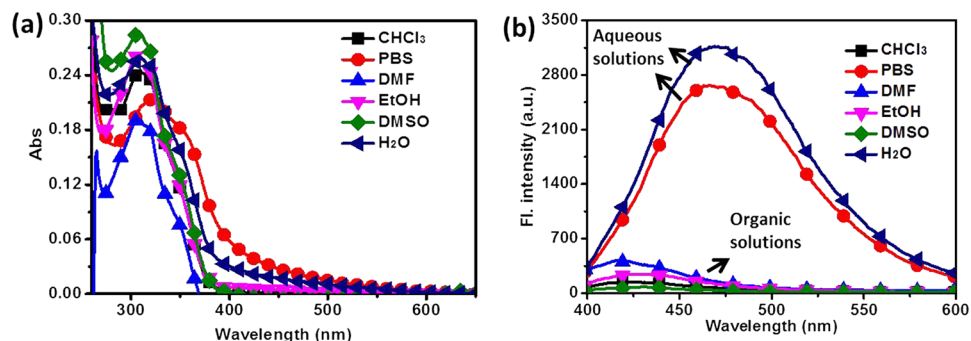 (a)
0.30
0.24
0.18
0.12
0.06
0.00
Abs
300
400
500
600
Wavelength (nm)
CHCl₃
PBS
DMF
EtOH
DMSO
H₂O
(b)
3500
2800
2100
1400
700
0
Fl. intensity (a.u.)
400
450
500
550
600
Wavelength (nm)
Aqueous
solutions
Organic
solutions
CHCl₃
PBS
DMF
EtOH
DMSO
H₂O